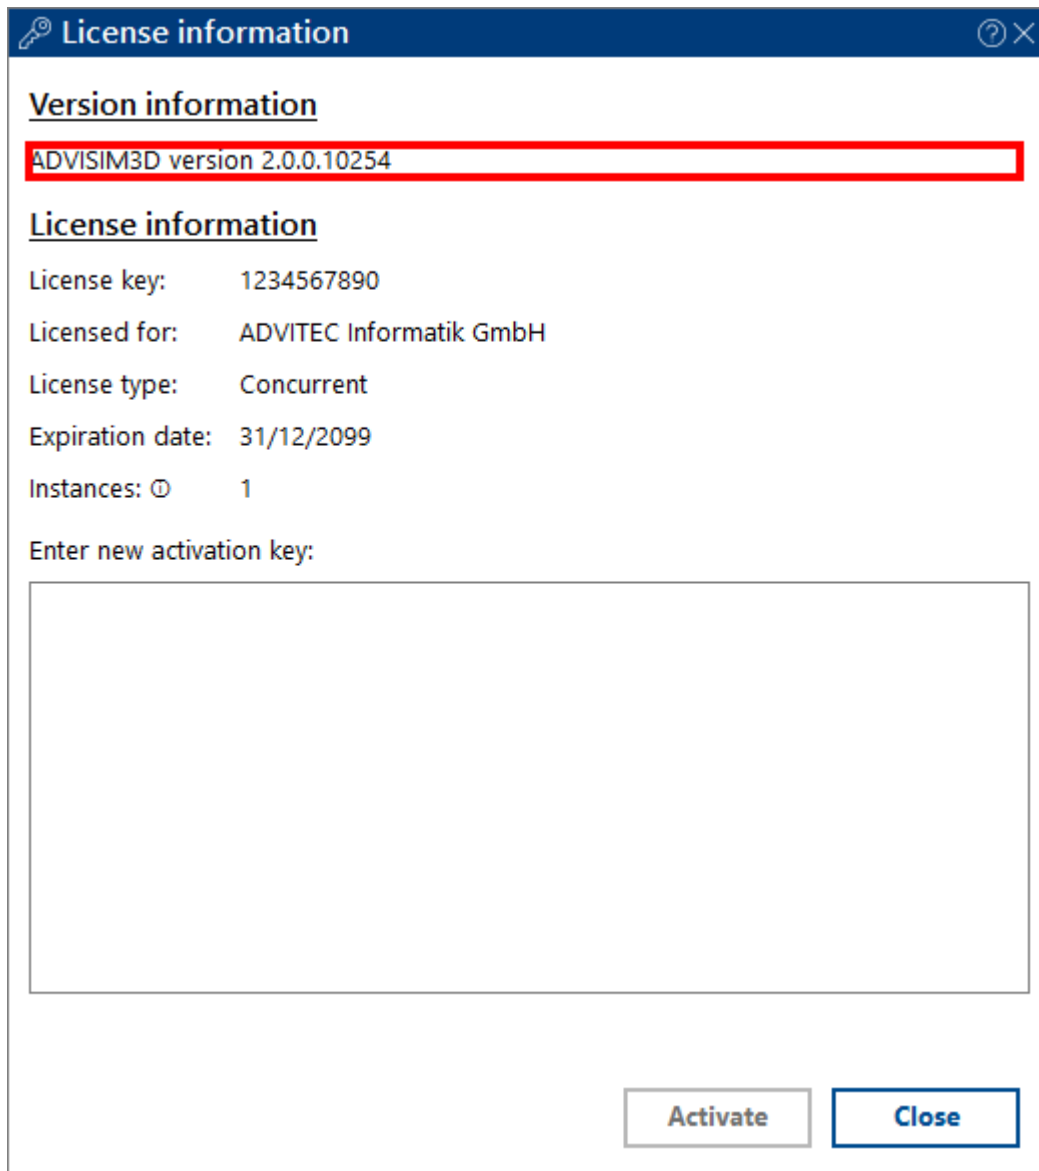 License information
Version information
ADVISIM3D version 2.0.0.10254
License information
License key: 1234567890
Licensed for: ADVITEC Informatik GmbH
License type: Concurrent
Expiration date: 31/12/2099
Instances: 1
Enter new activation key:
Activate Close